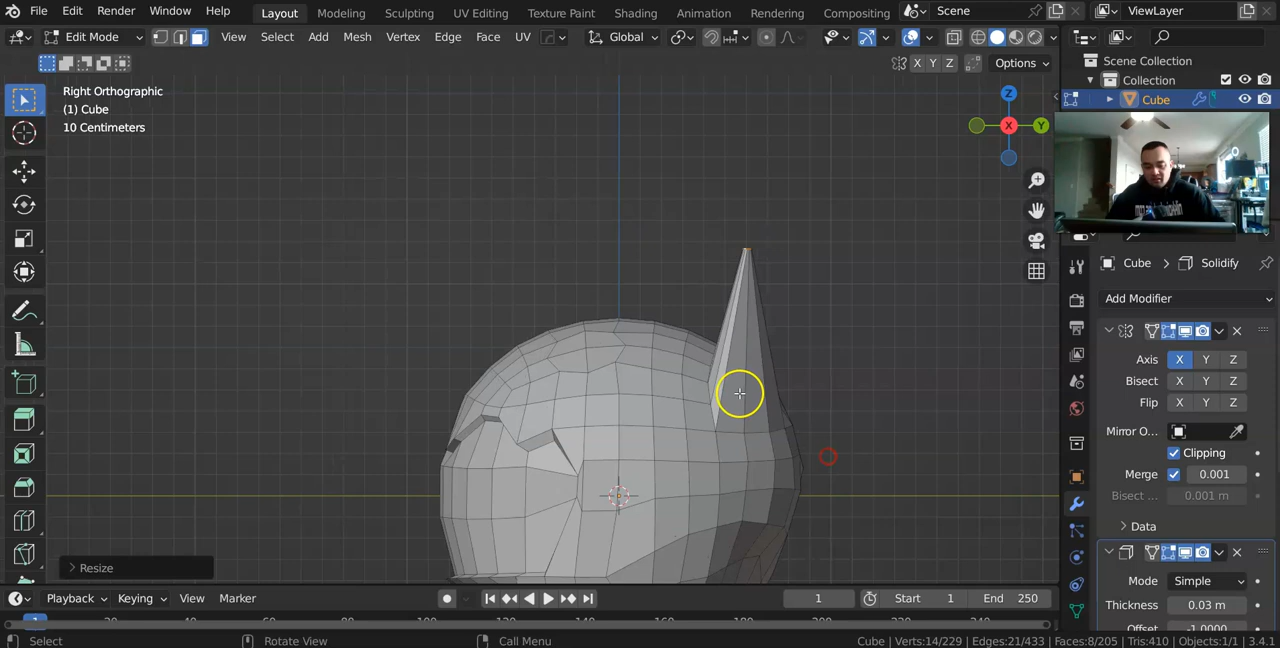 File Edit Render Window Help Layout Modeling Sculpting UV Editing Texture Paint Shading Animation Rendering Compositing Scene ViewLayer
Edit Mode View Select Add Mesh Vertex Edge Face UV Global
X Y Z Options
Right Orthographic
(1) Cube
10 Centimeters
Z
X Y
Scene Collection
Collection
Cube
Cube > Solidify
Add Modifier
Axis X Y Z
Bisect X Y Z
Flip X Y Z
Mirror O...
Clipping
Merge 0.001
Bisect ... 0.001 m
Data
Mode Simple
Thickness 0.03 m
Offset -1.0000
Resize
Playback Keying View Marker 1 Start 1 End 250
1
Select Rotate View Call Menu Cube | Verts:14/229 | Edges:21/433 | Faces:8/205 | Tris:410 | Objects:1/1 | 3.4.1